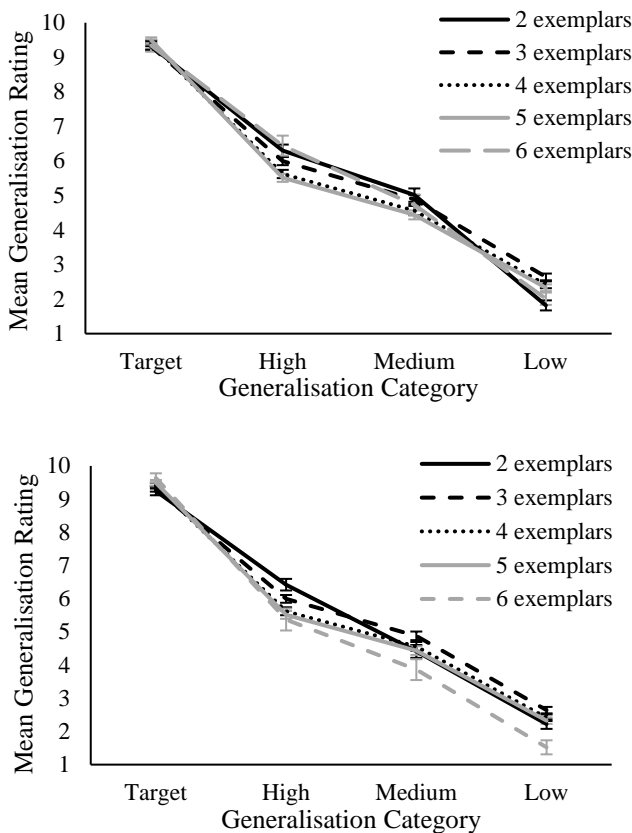 10
9
8
7
6
5
4
3
2
1
Mean Generalisation Rating
2 exemplars
3 exemplars
4 exemplars
5 exemplars
6 exemplars
Target High Medium Low
Generalisation Category
10
9
8
7
6
5
4
3
2
1
Mean Generalisation Rating
2 exemplars
3 exemplars
4 exemplars
5 exemplars
6 exemplars
Target High Medium Low
Generalisation Category